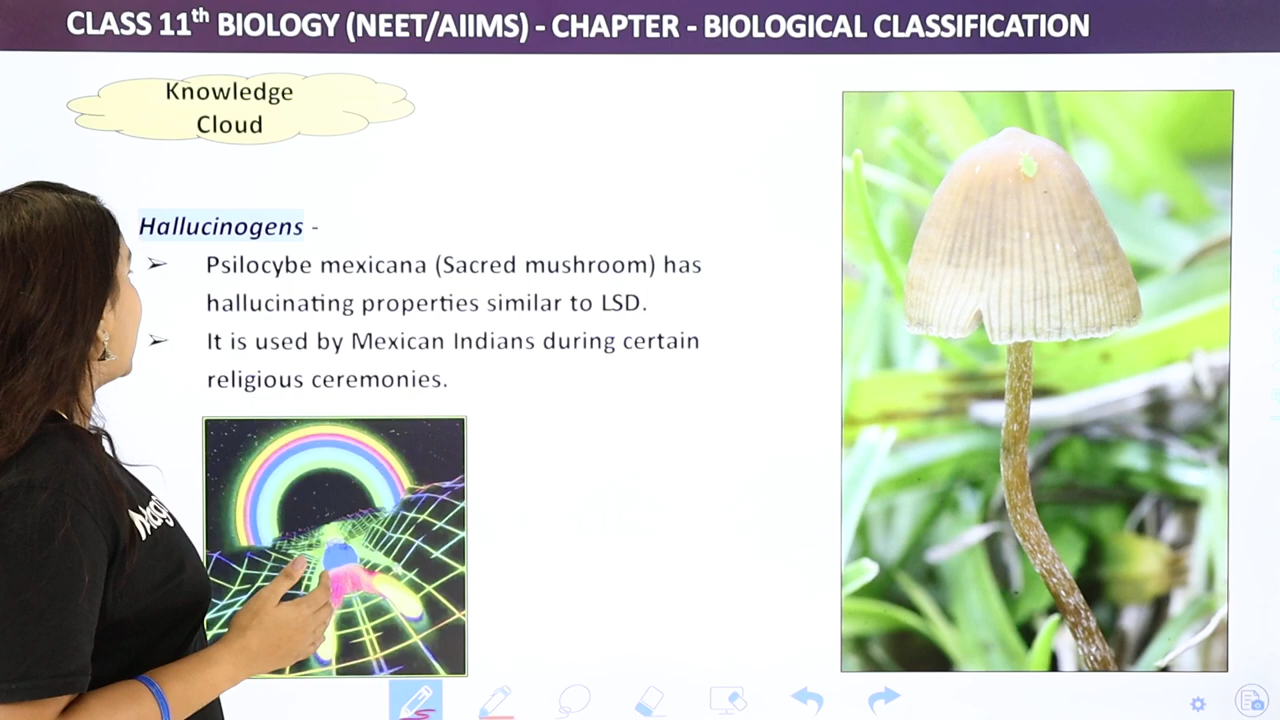 CLASS 11th BIOLOGY (NEET/AIIMS) - CHAPTER - BIOLOGICAL CLASSIFICATION
Knowledge
Cloud
Hallucinogens -
➢ Psilocybe mexicana (Sacred mushroom) has
hallucinating properties similar to LSD.
➢ It is used by Mexican Indians during certain
religious ceremonies.